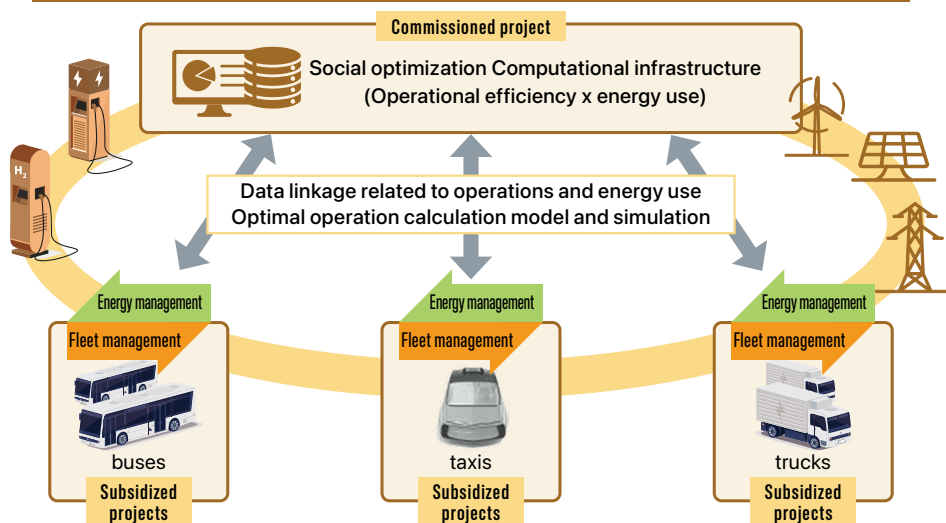 Commissioned project
Social optimization Computational infrastructure
(Operational efficiency x energy use)
H2
Data linkage related to operations and energy use
Optimal operation calculation model and simulation
Energy management
Fleet management
buses
Subsidized
projects
Energy management
Fleet management
taxis
Subsidized
projects
Energy management
Fleet management
trucks
Subsidized
projects